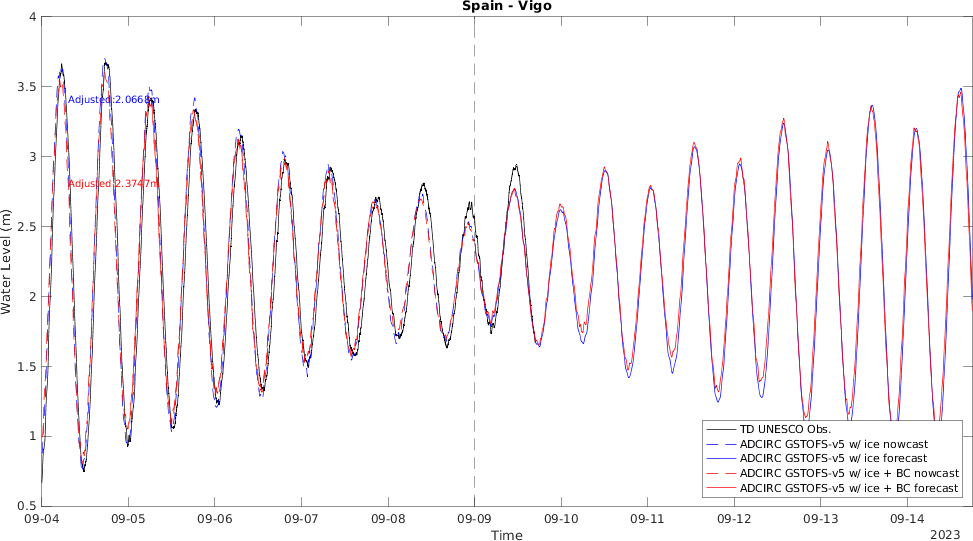 Spain - Vigo
4
3.5
3
2.5
2
1.5
1
0.5
Water Level (m)
Adjusted:2.0668m
Adjusted:2.3747m
TD UNESCO Obs.
ADCIRC GSTOFS-v5 w/ ice nowcast
ADCIRC GSTOFS-v5 w/ ice forecast
ADCIRC GSTOFS-v5 w/ ice + BC nowcast
ADCIRC GSTOFS-v5 w/ ice + BC forecast
09-04 09-05 09-06 09-07 09-08 09-09 09-10 09-11 09-12 09-13 09-14
Time
2023